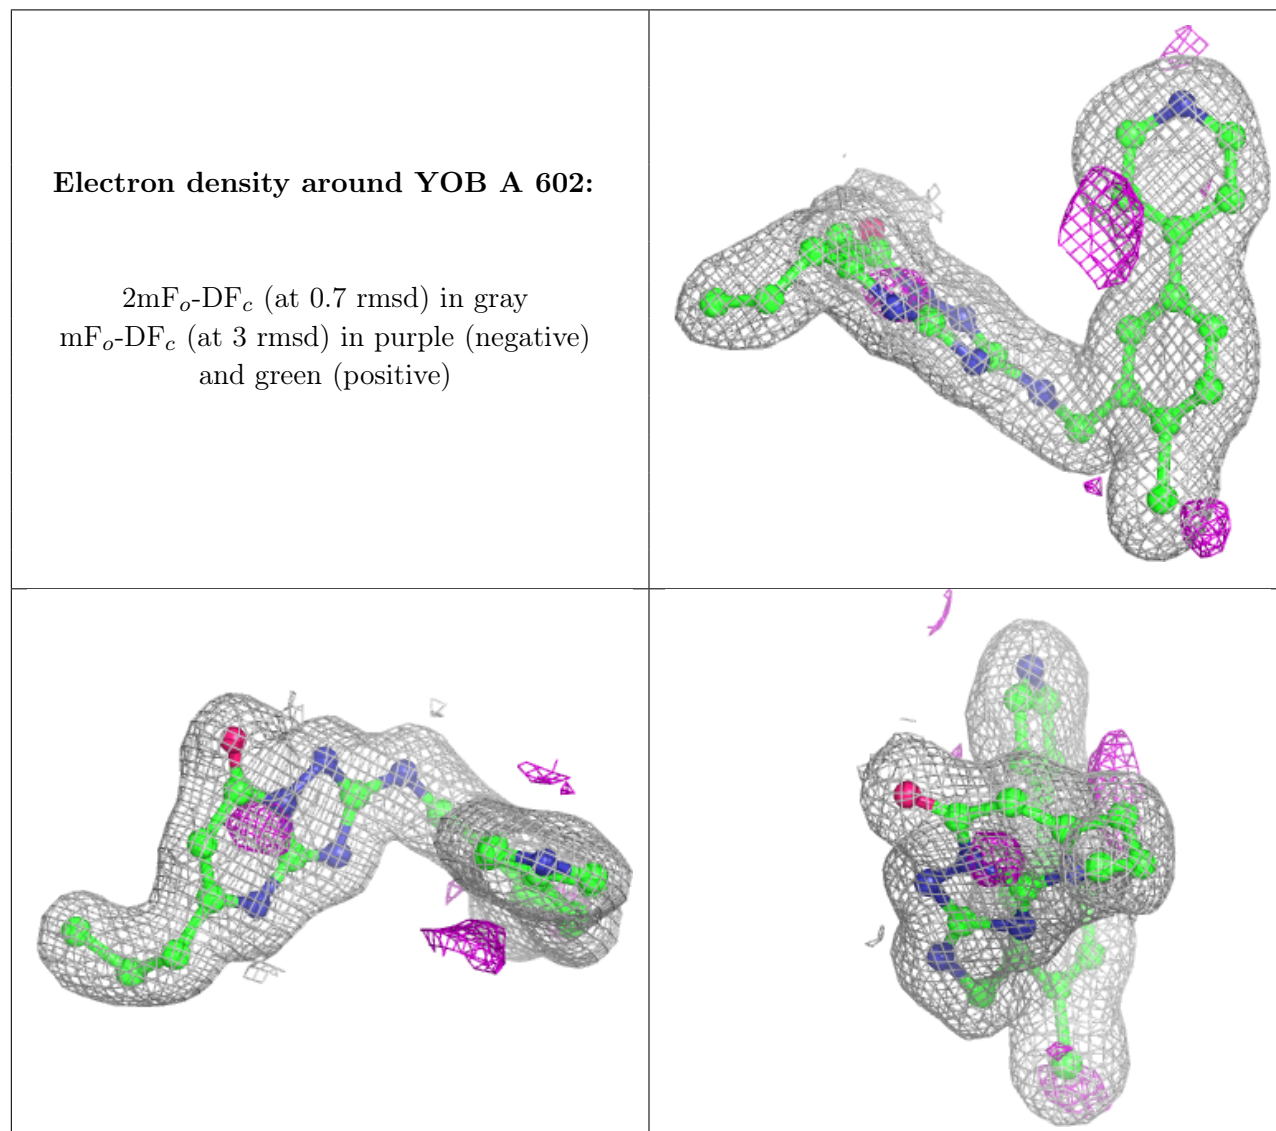 Electron density around YOB A 602:
2mFo-DFc (at 0.7 rmsd) in gray
mFo-DFc (at 3 rmsd) in purple (negative)
and green (positive)